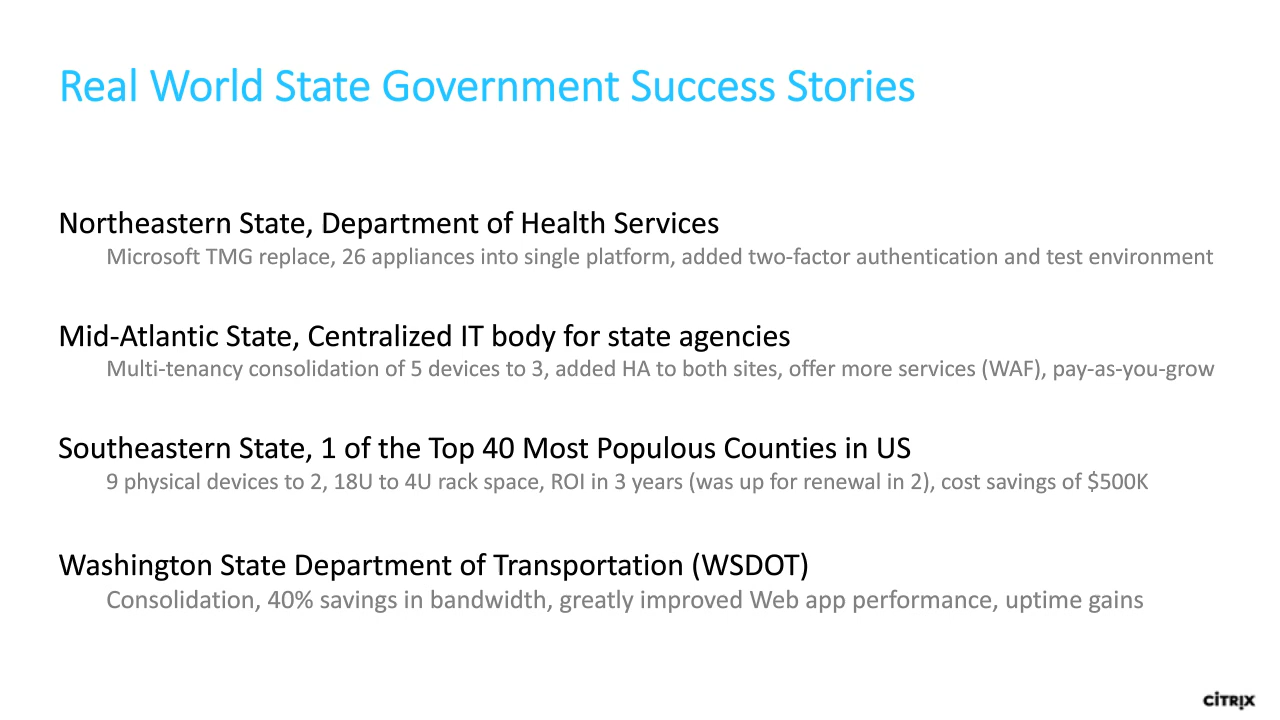 Real World State Government Success Stories
Northeastern State, Department of Health Services
Microsoft TMG replace, 26 appliances into single platform, added two-factor authentication and test environment
Mid-Atlantic State, Centralized IT body for state agencies
Multi-tenancy consolidation of 5 devices to 3, added HA to both sites, offer more services (WAF), pay-as-you-grow
Southeastern State, 1 of the Top 40 Most Populous Counties in US
9 physical devices to 2, 18U to 4U rack space, ROI in 3 years (was up for renewal in 2), cost savings of $500K
Washington State Department of Transportation (WSDOT)
Consolidation, 40% savings in bandwidth, greatly improved Web app performance, uptime gains
CITRIX